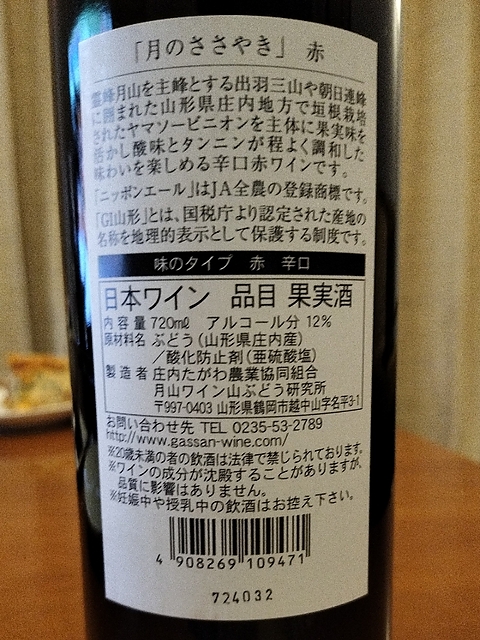 「月のささやき」 赤
霊峰月山を主峰とする出羽三山や朝日連峰
に囲まれた山形県庄内地方で垣根栽培
されたヤマソービニオンを主体に果実味を
活かし酸味とタンニンが程よく調和した
味わいを楽しめる辛口赤ワインです。
「ニッポンエール」はJA全農の登録商標です。
「GI山形」とは、国税庁より認定された産地の
名称を地理的表示として保護する制度です。
味のタイプ 赤 辛口
日本ワイン 品目 果実酒
内容量 720mℓ アルコール分 12%
原材料名 ぶどう(山形県庄内産)
/酸化防止剤(亜硫酸塩)
製造者 庄内たがわ農業協同組合
月山ワイン山ぶどう研究所
〒997-0403 山形県鶴岡市越中山字名平3-1
お問い合わせ先 TEL 0235-53-2789
http://www.gassan-wine.com/
※20歳未満の者の飲酒は法律で禁じられております。
※ワインの成分が沈殿することがありますが、
品質に影響はありません。
※妊娠中や授乳中の飲酒はお控え下さい。
4 908269 109471
724032